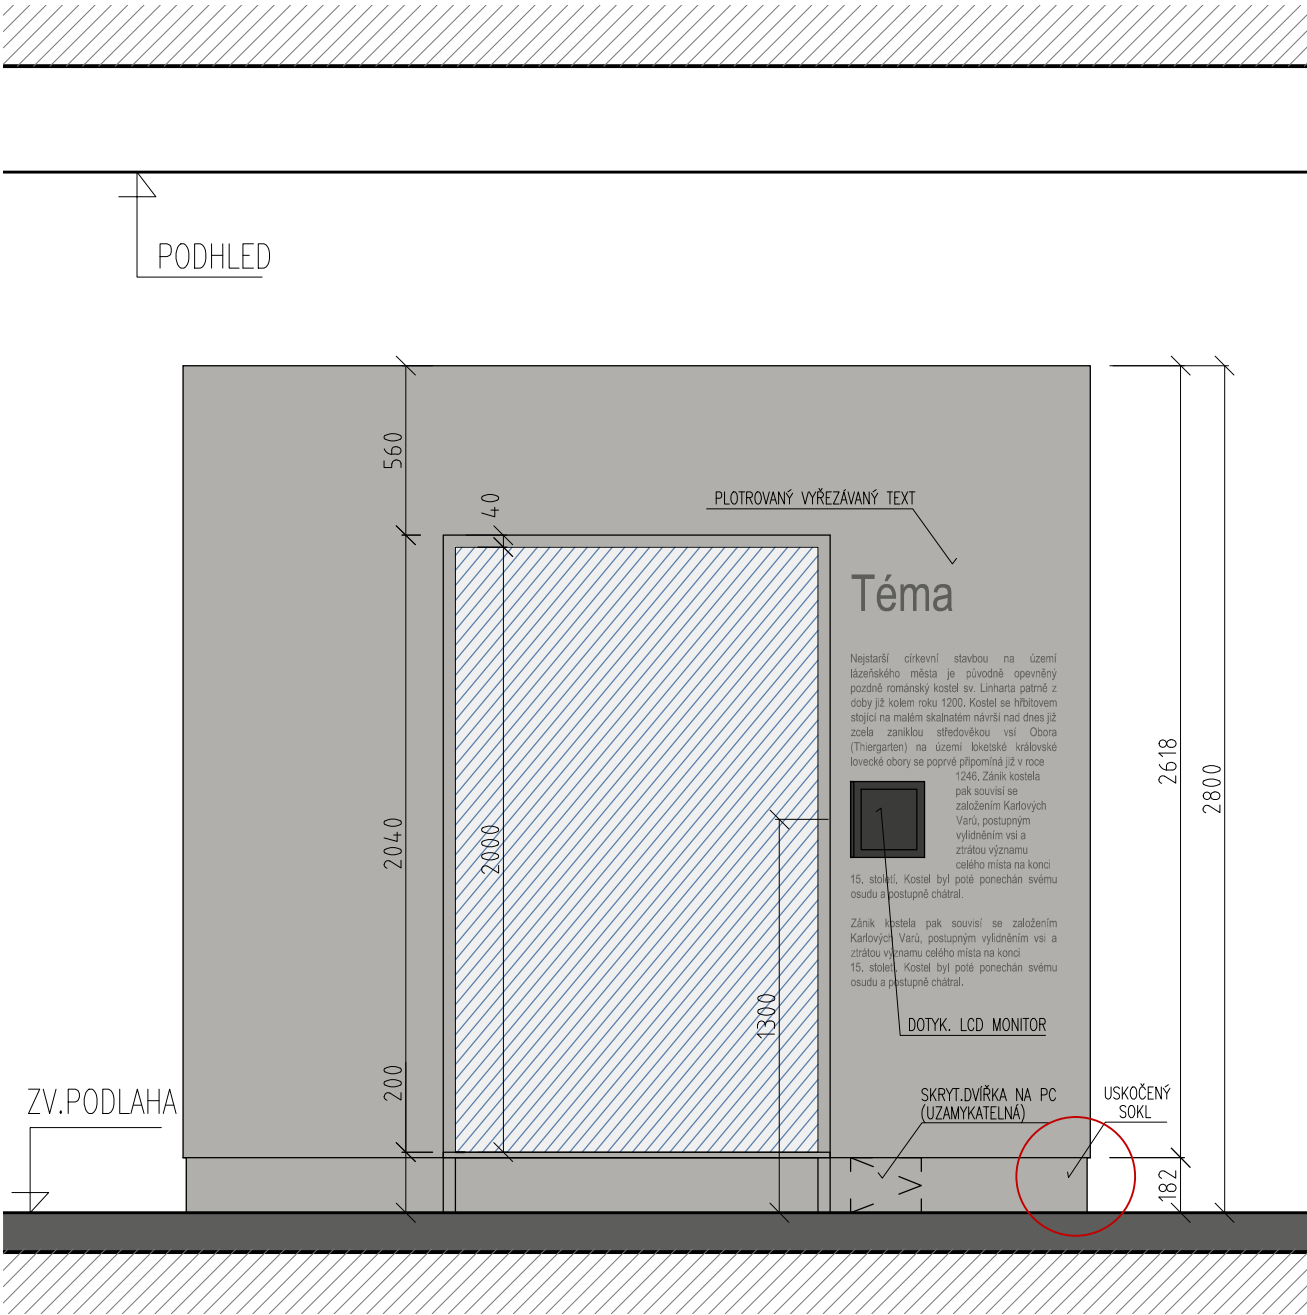 PODHLED
560
40
PLOTROVANÝ VYŘEZÁVANÝ TEXT
Téma
Nejstarší církevní stavbou na území
lázeňského města je původně opevněný
pozdně románský kostel sv. Linharta patrně z
doby již kolem roku 1200. Kostel se hřbitovem
stojící na malém skalnatém návrší nad dnes již
zcela zaniklou středověkou vsí Obora
(Thiergarten) na území loketské královské
lovecké obory se poprvé připomíná již v roce
1246. Zánik kostela
pak souvisí se
založením Karlových
Varů, postupným
vylidněním vsi a
ztrátou významu
celého místa na konci
15. století. Kostel byl poté ponechán svému
osudu a postupně chátral.
Zánik kostela pak souvisí se založením
Karlových Varů, postupným vylidněním vsi a
ztrátou významu celého místa na konci
15. století. Kostel byl poté ponechán svému
osudu a postupně chátral.
2618
2800
2040
2000
1300
DOTYK. LCD MONITOR
200
ZV.PODLAHA
SKRYT.DVÍŘKA NA PC
(UZAMYKATELNÁ)
USKOČENÝ
SOKL
182